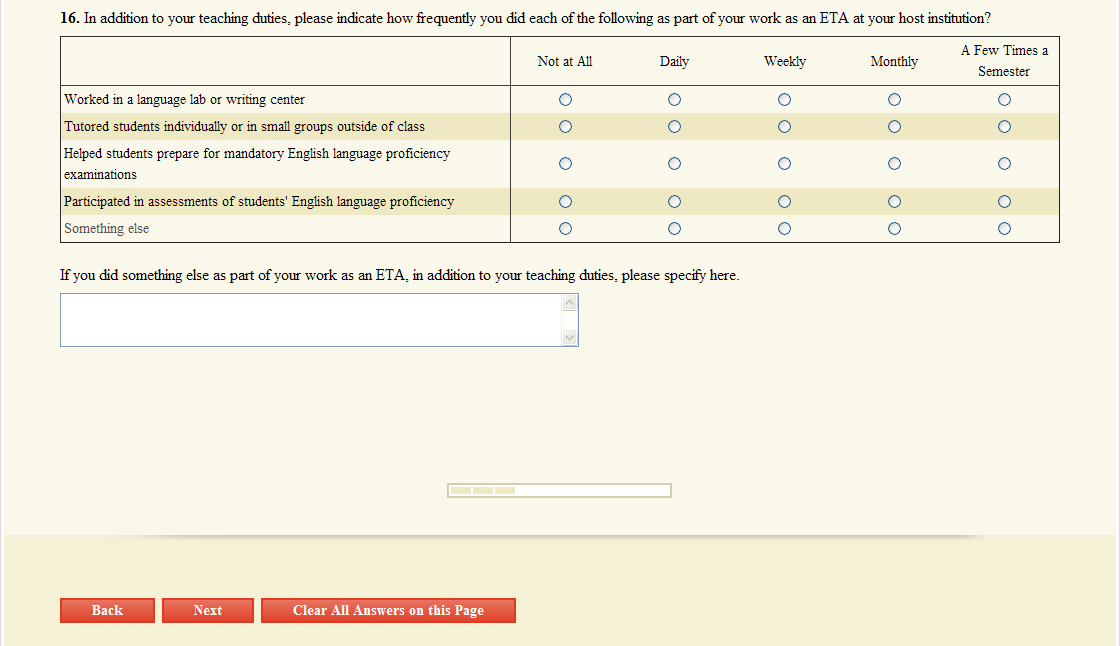 16. In addition to your teaching duties, please indicate how frequently you did each of the following as part of your work as an ETA at your host institution?
Not at All Daily Weekly Monthly A Few Times a
Semester
Worked in a language lab or writing center
Tutored students individually or in small groups outside of class
Helped students prepare for mandatory English language proficiency
examinations
Participated in assessments of students' English language proficiency
Something else
If you did something else as part of your work as an ETA, in addition to your teaching duties, please specify here.
Back Next Clear All Answers on this Page